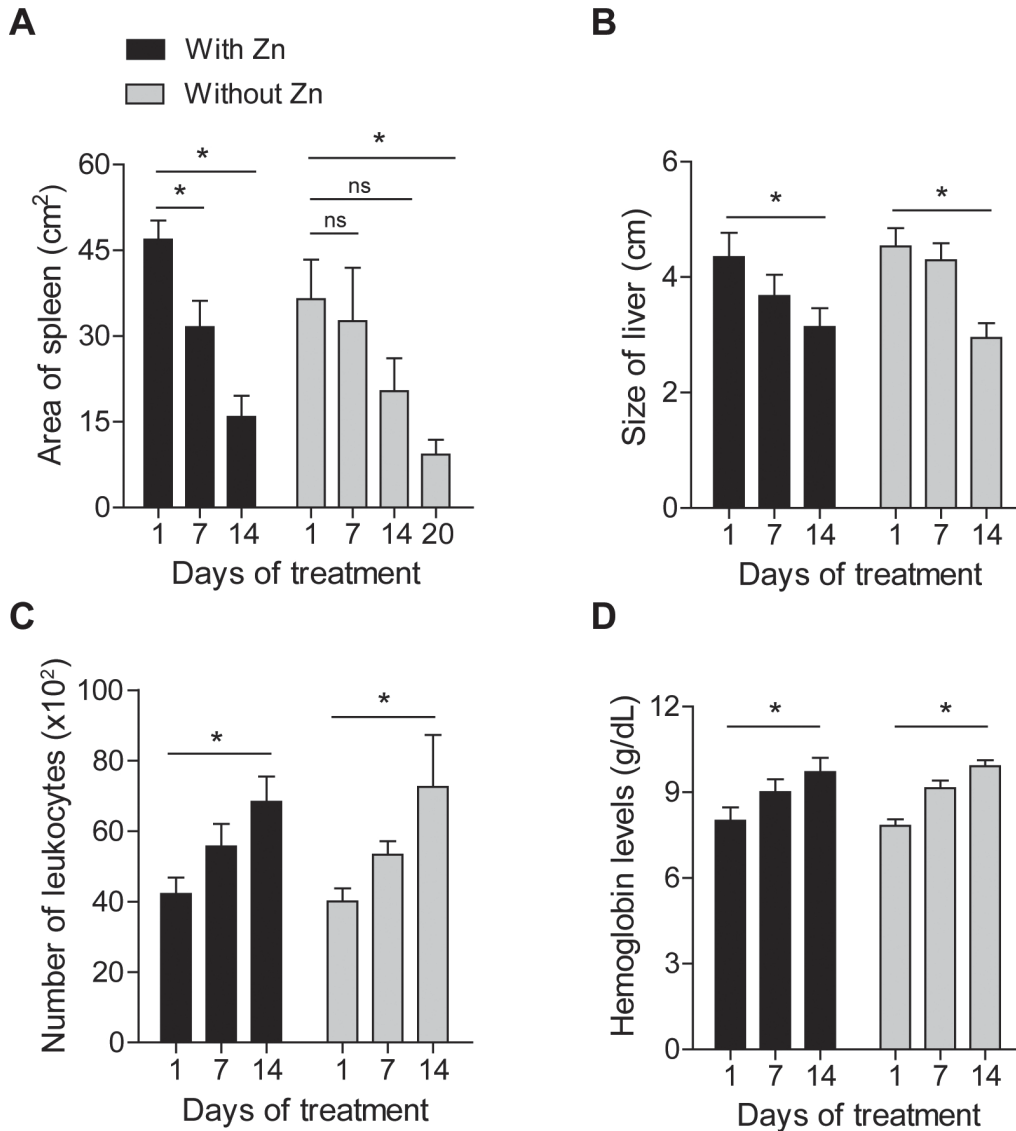 A
With Zn
Without Zn
Area of spleen (cm²)
60
45
30
15
0
*
*
ns
ns
*
1 7 14 1 7 14 20
Days of treatment
B
Size of liver (cm)
6
4
2
0
*
*
1 7 14 1 7 14
Days of treatment
C
Number of leukocytes (x10²)
100
80
60
40
20
0
*
*
1 7 14 1 7 14
Days of treatment
D
Hemoglobin levels (g/dL)
12
9
6
3
0
*
*
1 7 14 1 7 14
Days of treatment